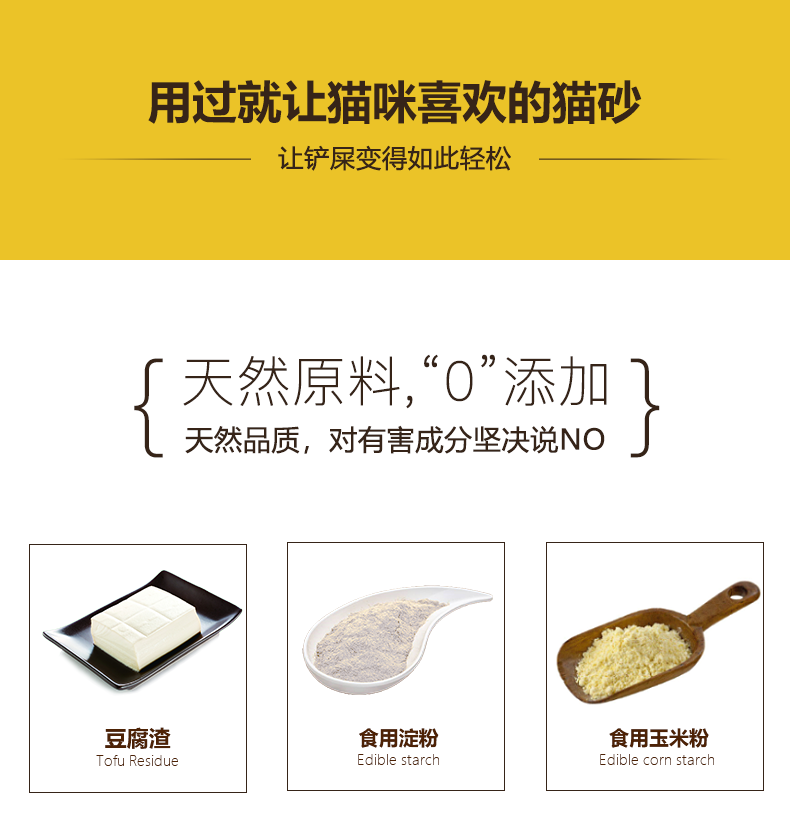 用过就让猫咪喜欢的猫砂
让铲屎变得如此轻松
天然原料,“0”添加
天然品质，对有害成分坚决说NO
豆腐渣
Tofu Residue
食用淀粉
Edible starch
食用玉米粉
Edible corn starch